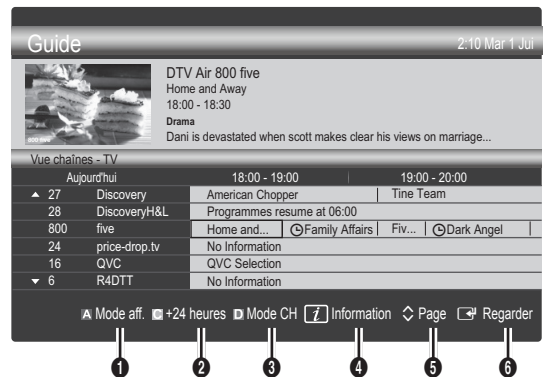 Guide 2:10 Mar 1 Jui
DTV Air 800 five
Home and Away
18:00 - 18:30
Drama
Dani is devastated when scott makes clear his views on marriage...
800 five
Vue chaînes - TV
Aujourd'hui 18:00 - 19:00 19:00 - 20:00
▲ 27 Discovery American Chopper Tine Team
28 DiscoveryH&L Programmes resume at 06:00
800 five Home and... Family Affairs Fiv... Dark Angel
24 price-drop.tv No Information
16 QVC QVC Selection
▼ 6 R4DTT No Information
A Mode aff. C +24 heures D Mode CH i Information Page Regarder
1 2 3 4 5 6